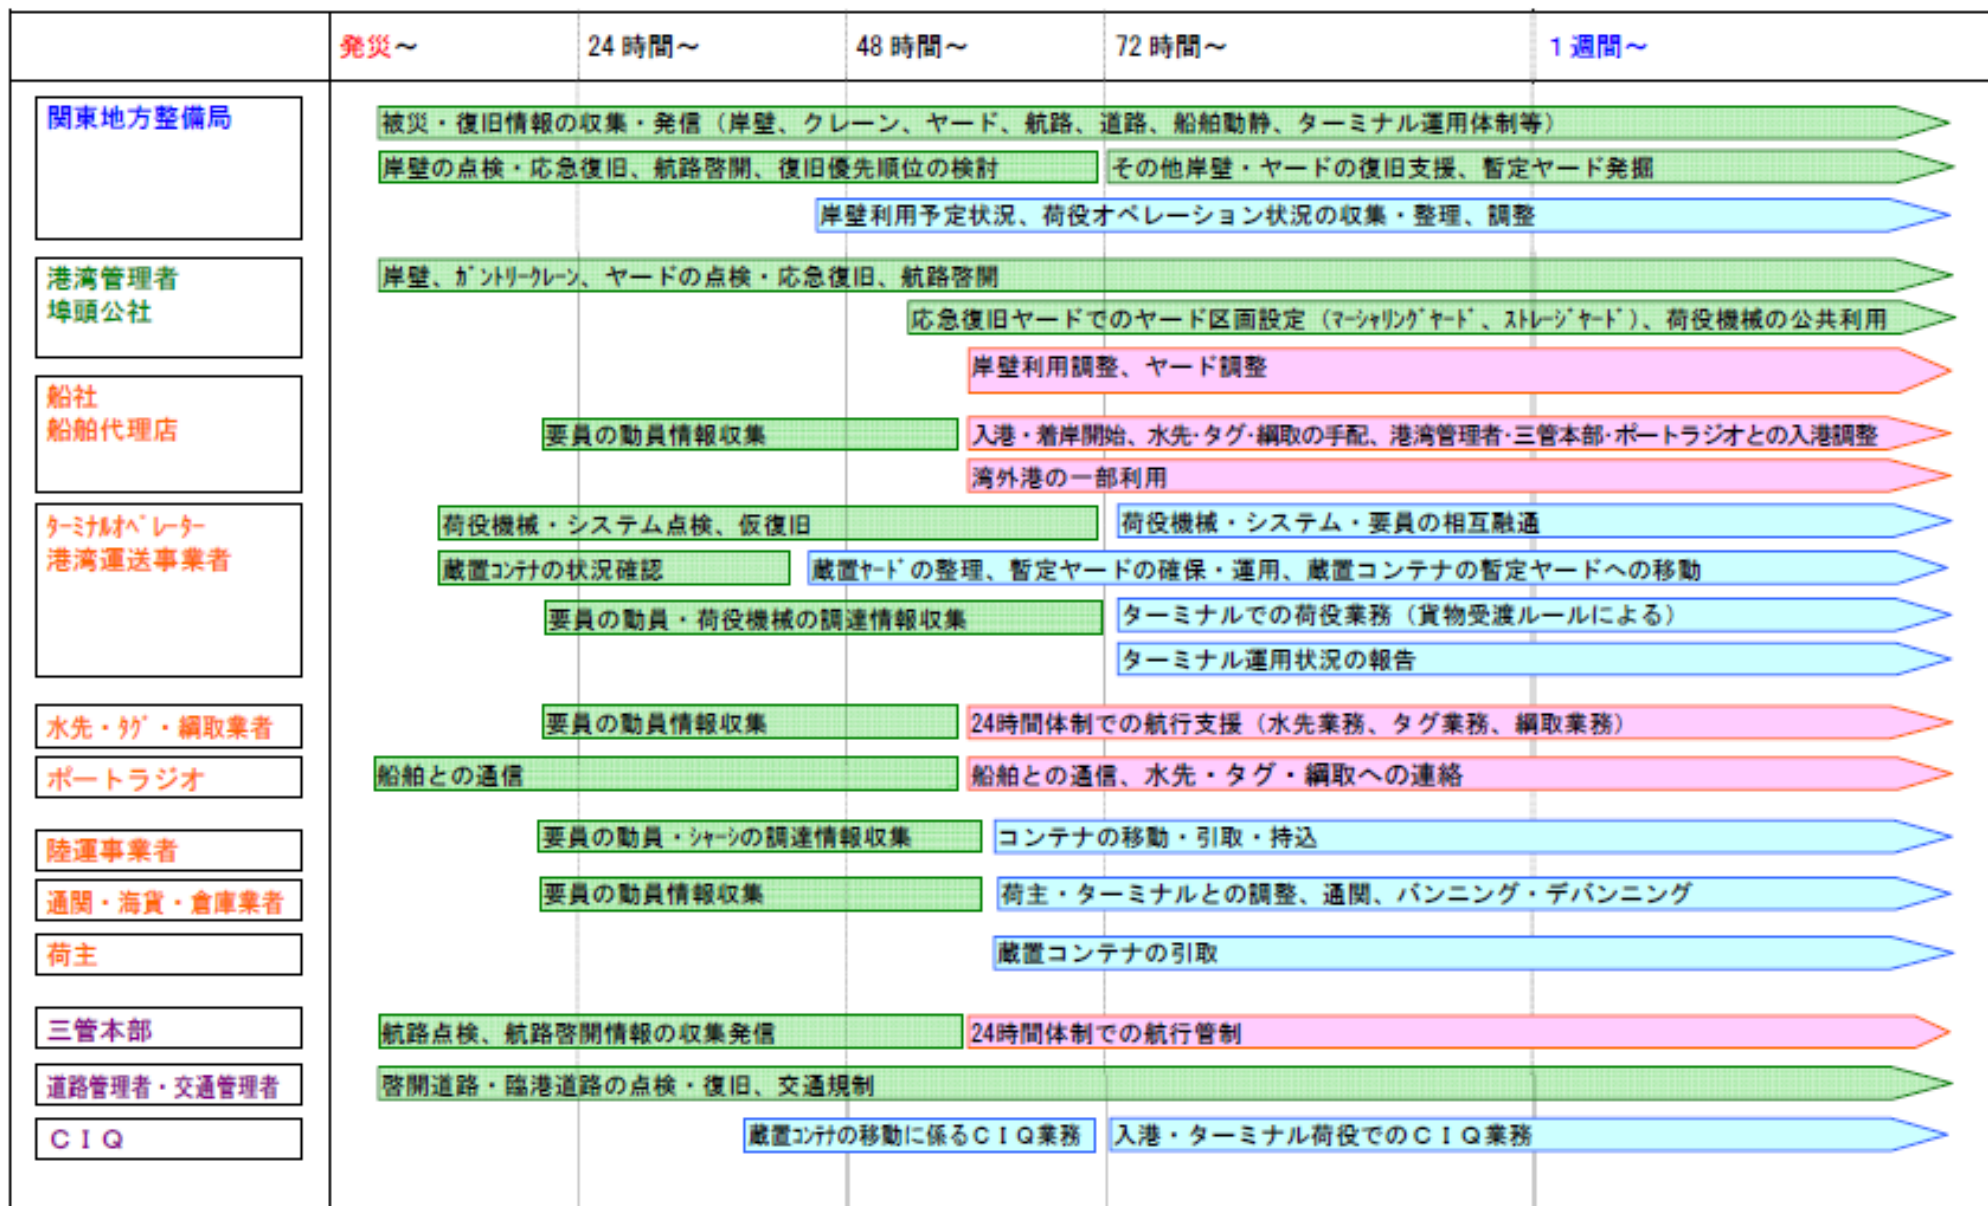 発災～ 24時間～ 48時間～ 72時間～ 1週間～
関東地方整備局
被災・復旧情報の収集・発信（岸壁、クレーン、ヤード、航路、道路、船舶動静、ターミナル運用体制等）
岸壁の点検・応急復旧、航路啓開、復旧優先順位の検討 その他岸壁・ヤードの復旧支援、暫定ヤード発掘
岸壁利用予定状況、荷役オペレーション状況の収集・整理、調整
港湾管理者
埠頭公社
岸壁、ｶﾞﾝﾄﾘｰｸﾚｰﾝ、ヤードの点検・応急復旧、航路啓開
応急復旧ヤードでのヤード区画設定（ﾏｰｼｬﾘﾝｸﾞﾔｰﾄﾞ、ｽﾄﾚｰｼﾞﾔｰﾄﾞ）、荷役機械の公共利用
岸壁利用調整、ヤード調整
船社
船舶代理店
要員の動員情報収集 入港・着岸開始、水先・タグ・綱取の手配、港湾管理者・三管本部・ポートラジオとの入港調整
湾外港の一部利用
ﾀｰﾐﾅﾙｵﾍﾟﾚｰﾀｰ
港湾運送事業者
荷役機械・システム点検、仮復旧 荷役機械・システム・要員の相互融通
蔵置ｺﾝﾃﾅの状況確認 蔵置ﾔｰﾄﾞの整理、暫定ヤードの確保・運用、蔵置コンテナの暫定ヤードへの移動
要員の動員・荷役機械の調達情報収集 ターミナルでの荷役業務（貨物受渡ルールによる）
ターミナル運用状況の報告
水先・ﾀｸﾞ・綱取業者 要員の動員情報収集 24時間体制での航行支援（水先業務、タグ業務、綱取業務）
ポートラジオ 船舶との通信 船舶との通信、水先・タグ・綱取への連絡
陸運事業者 要員の動員・ｼｬｰｼの調達情報収集 コンテナの移動・引取・持込
通関・海貨・倉庫業者 要員の動員情報収集 荷主・ターミナルとの調整、通関、バンニング・デバンニング
荷主 蔵置コンテナの引取
三管本部 航路点検、航路啓開情報の収集発信 24時間体制での航行管制
道路管理者・交通管理者 啓開道路・臨港道路の点検・復旧、交通規制
ＣＩＱ 蔵置ｺﾝﾃﾅの移動に係るＣＩＱ業務 入港・ターミナル荷役でのＣＩＱ業務